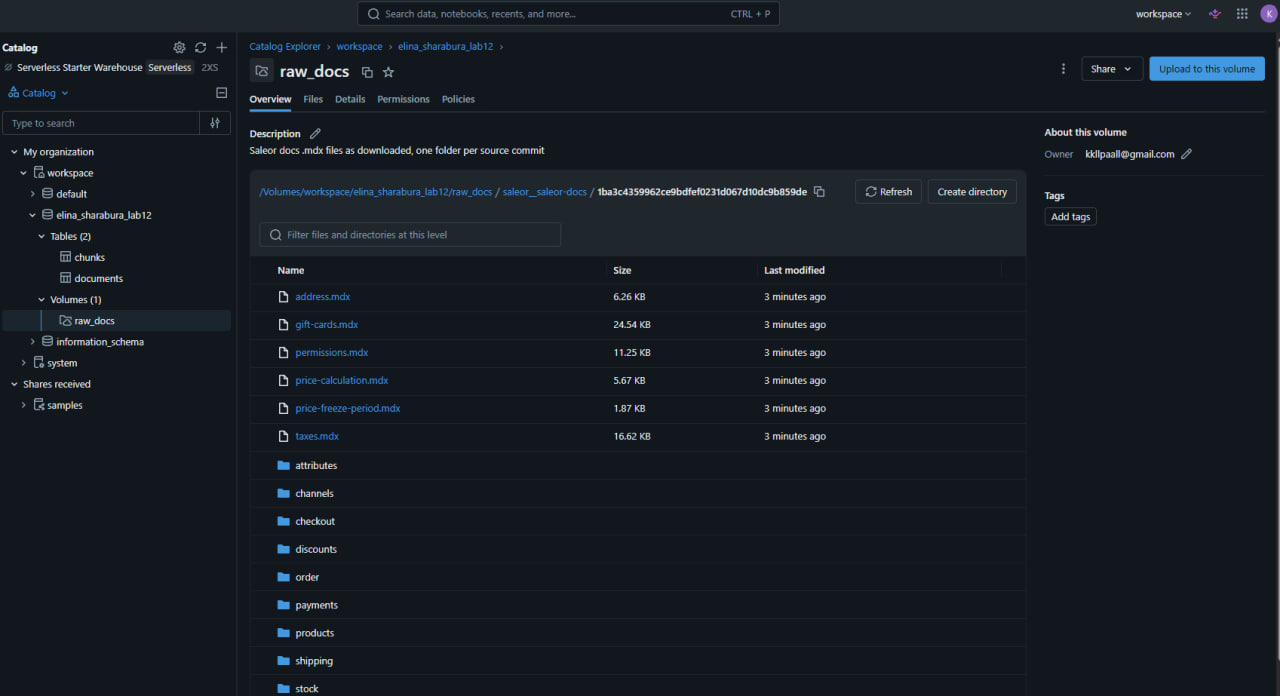 Search data, notebooks, recents, and more... CTRL + P
workspace
K
Catalog
Serverless Starter Warehouse Serverless 2XS
Catalog
Type to search
My organization
workspace
default
elina_sharabura_lab12
Tables (2)
chunks
documents
Volumes (1)
raw_docs
information_schema
system
Shares received
samples
Catalog Explorer › workspace › elina_sharabura_lab12 ›
raw_docs
Share
Upload to this volume
Overview Files Details Permissions Policies
Description
Saleor docs .mdx files as downloaded, one folder per source commit
/Volumes/workspace/elina_sharabura_lab12/raw_docs / saleor__saleor-docs / 1ba3c4359962ce9bdfef0231d067d10dc9b859de
Refresh
Create directory
Filter files and directories at this level
Name Size Last modified
address.mdx 6.26 KB 3 minutes ago
gift-cards.mdx 24.54 KB 3 minutes ago
permissions.mdx 11.25 KB 3 minutes ago
price-calculation.mdx 5.67 KB 3 minutes ago
price-freeze-period.mdx 1.87 KB 3 minutes ago
taxes.mdx 16.62 KB 3 minutes ago
attributes
channels
checkout
discounts
order
payments
products
shipping
stock
About this volume
Owner kkllpaall@gmail.com
Tags
Add tags